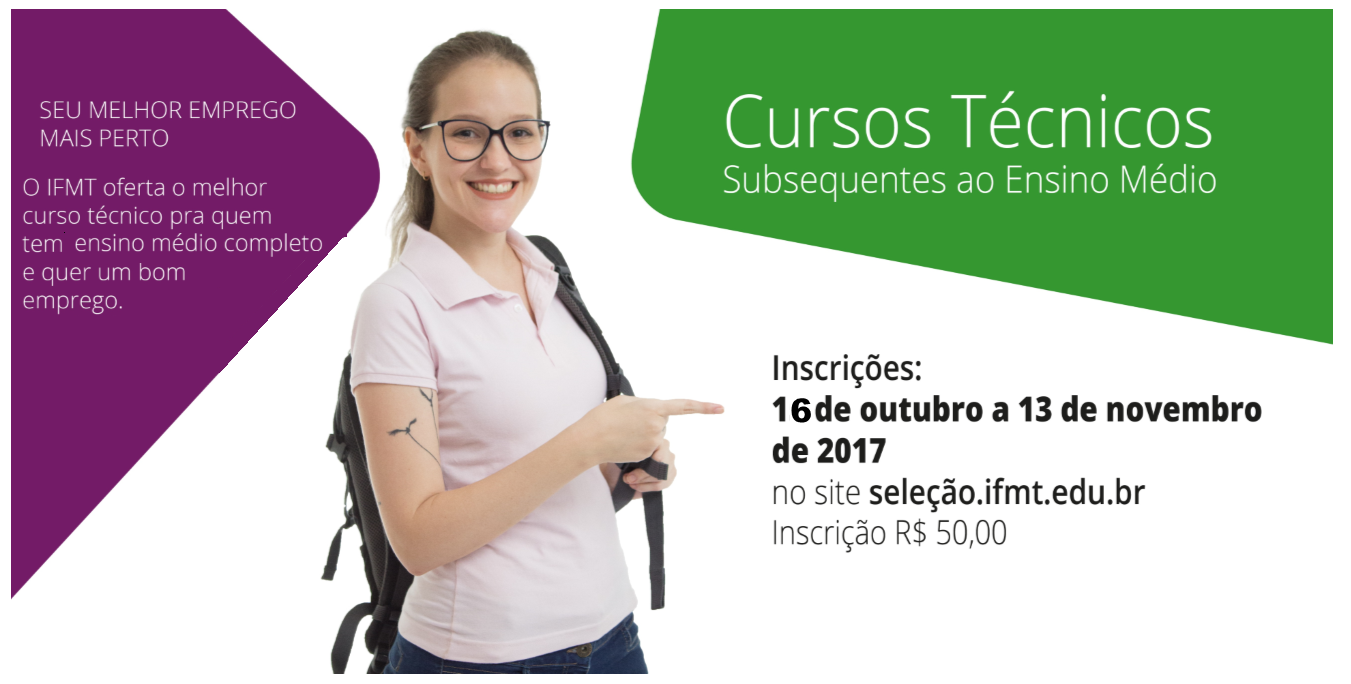 SEU MELHOR EMPREGO
MAIS PERTO
O IFMT oferta o melhor
curso técnico pra quem
tem ensino médio completo
e quer um bom
emprego.
Cursos Técnicos
Subsequentes ao Ensino Médio
Inscrições:
16 de outubro a 13 de novembro
de 2017
no site seleção.ifmt.edu.br
Inscrição R$ 50,00